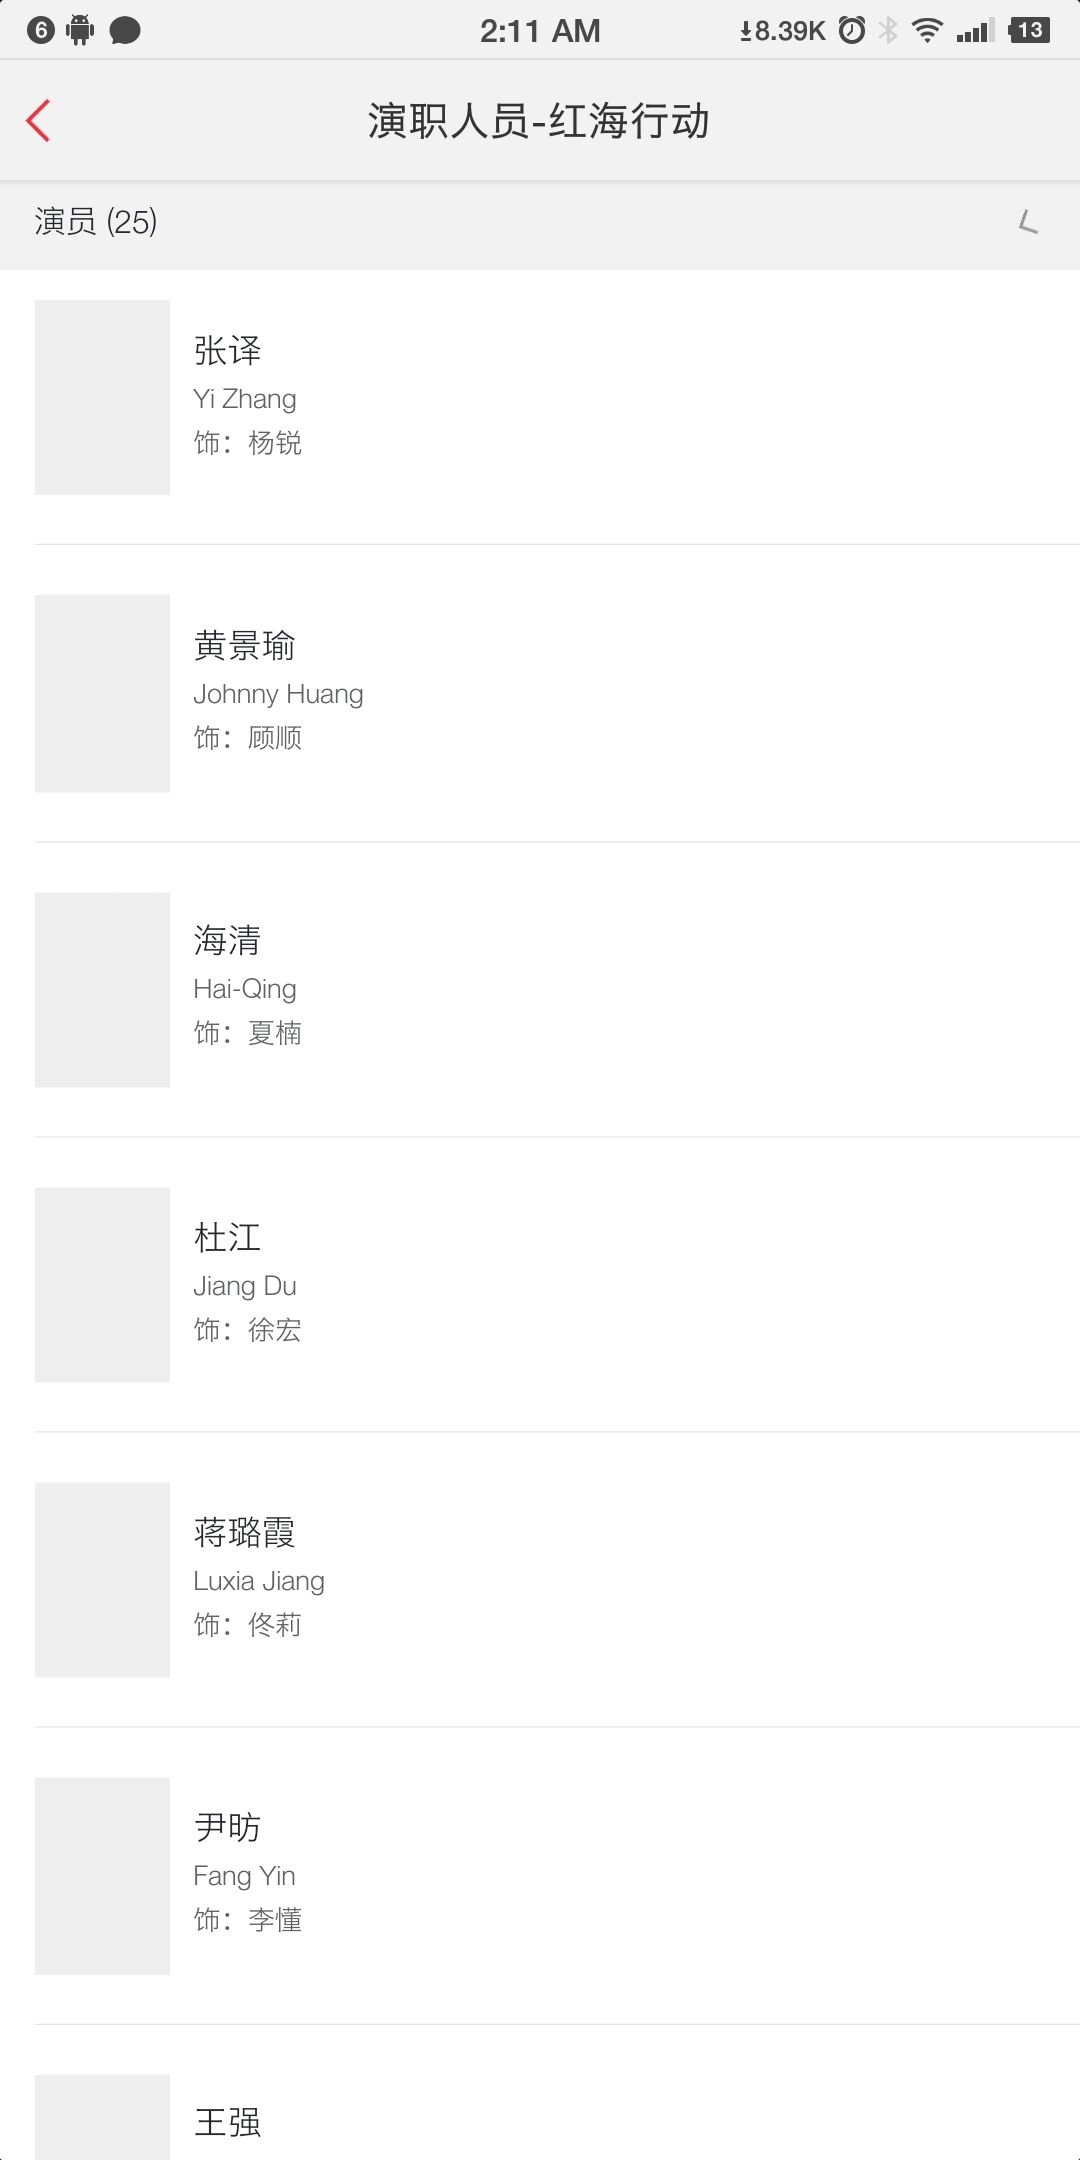 6
2:11 AM
8.39K
13
演职人员-红海行动
演员 (25)
张译
Yi Zhang
饰：杨锐
黄景瑜
Johnny Huang
饰：顾顺
海清
Hai-Qing
饰：夏楠
杜江
Jiang Du
饰：徐宏
蒋璐霞
Luxia Jiang
饰：佟莉
尹昉
Fang Yin
饰：李懂
王强